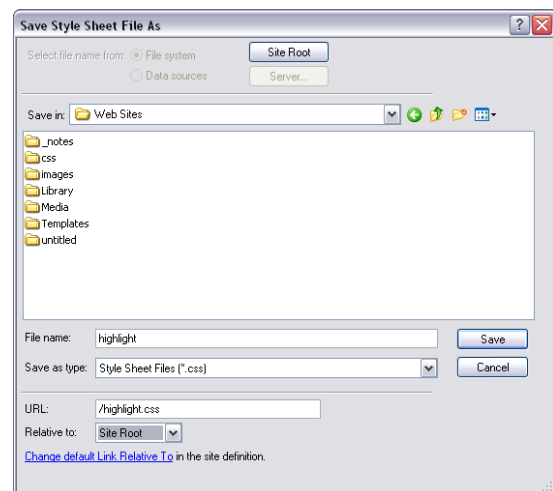 Save Style Sheet File As
Select file name from: File system Site Root
Data sources Server...
Save in: Web Sites
_notes
css
images
Library
Media
Templates
untitled
File name: highlight Save
Save as type: Style Sheet Files (*.css) Cancel
URL: /highlight.css
Relative to: Site Root
Change default Link Relative To in the site definition.